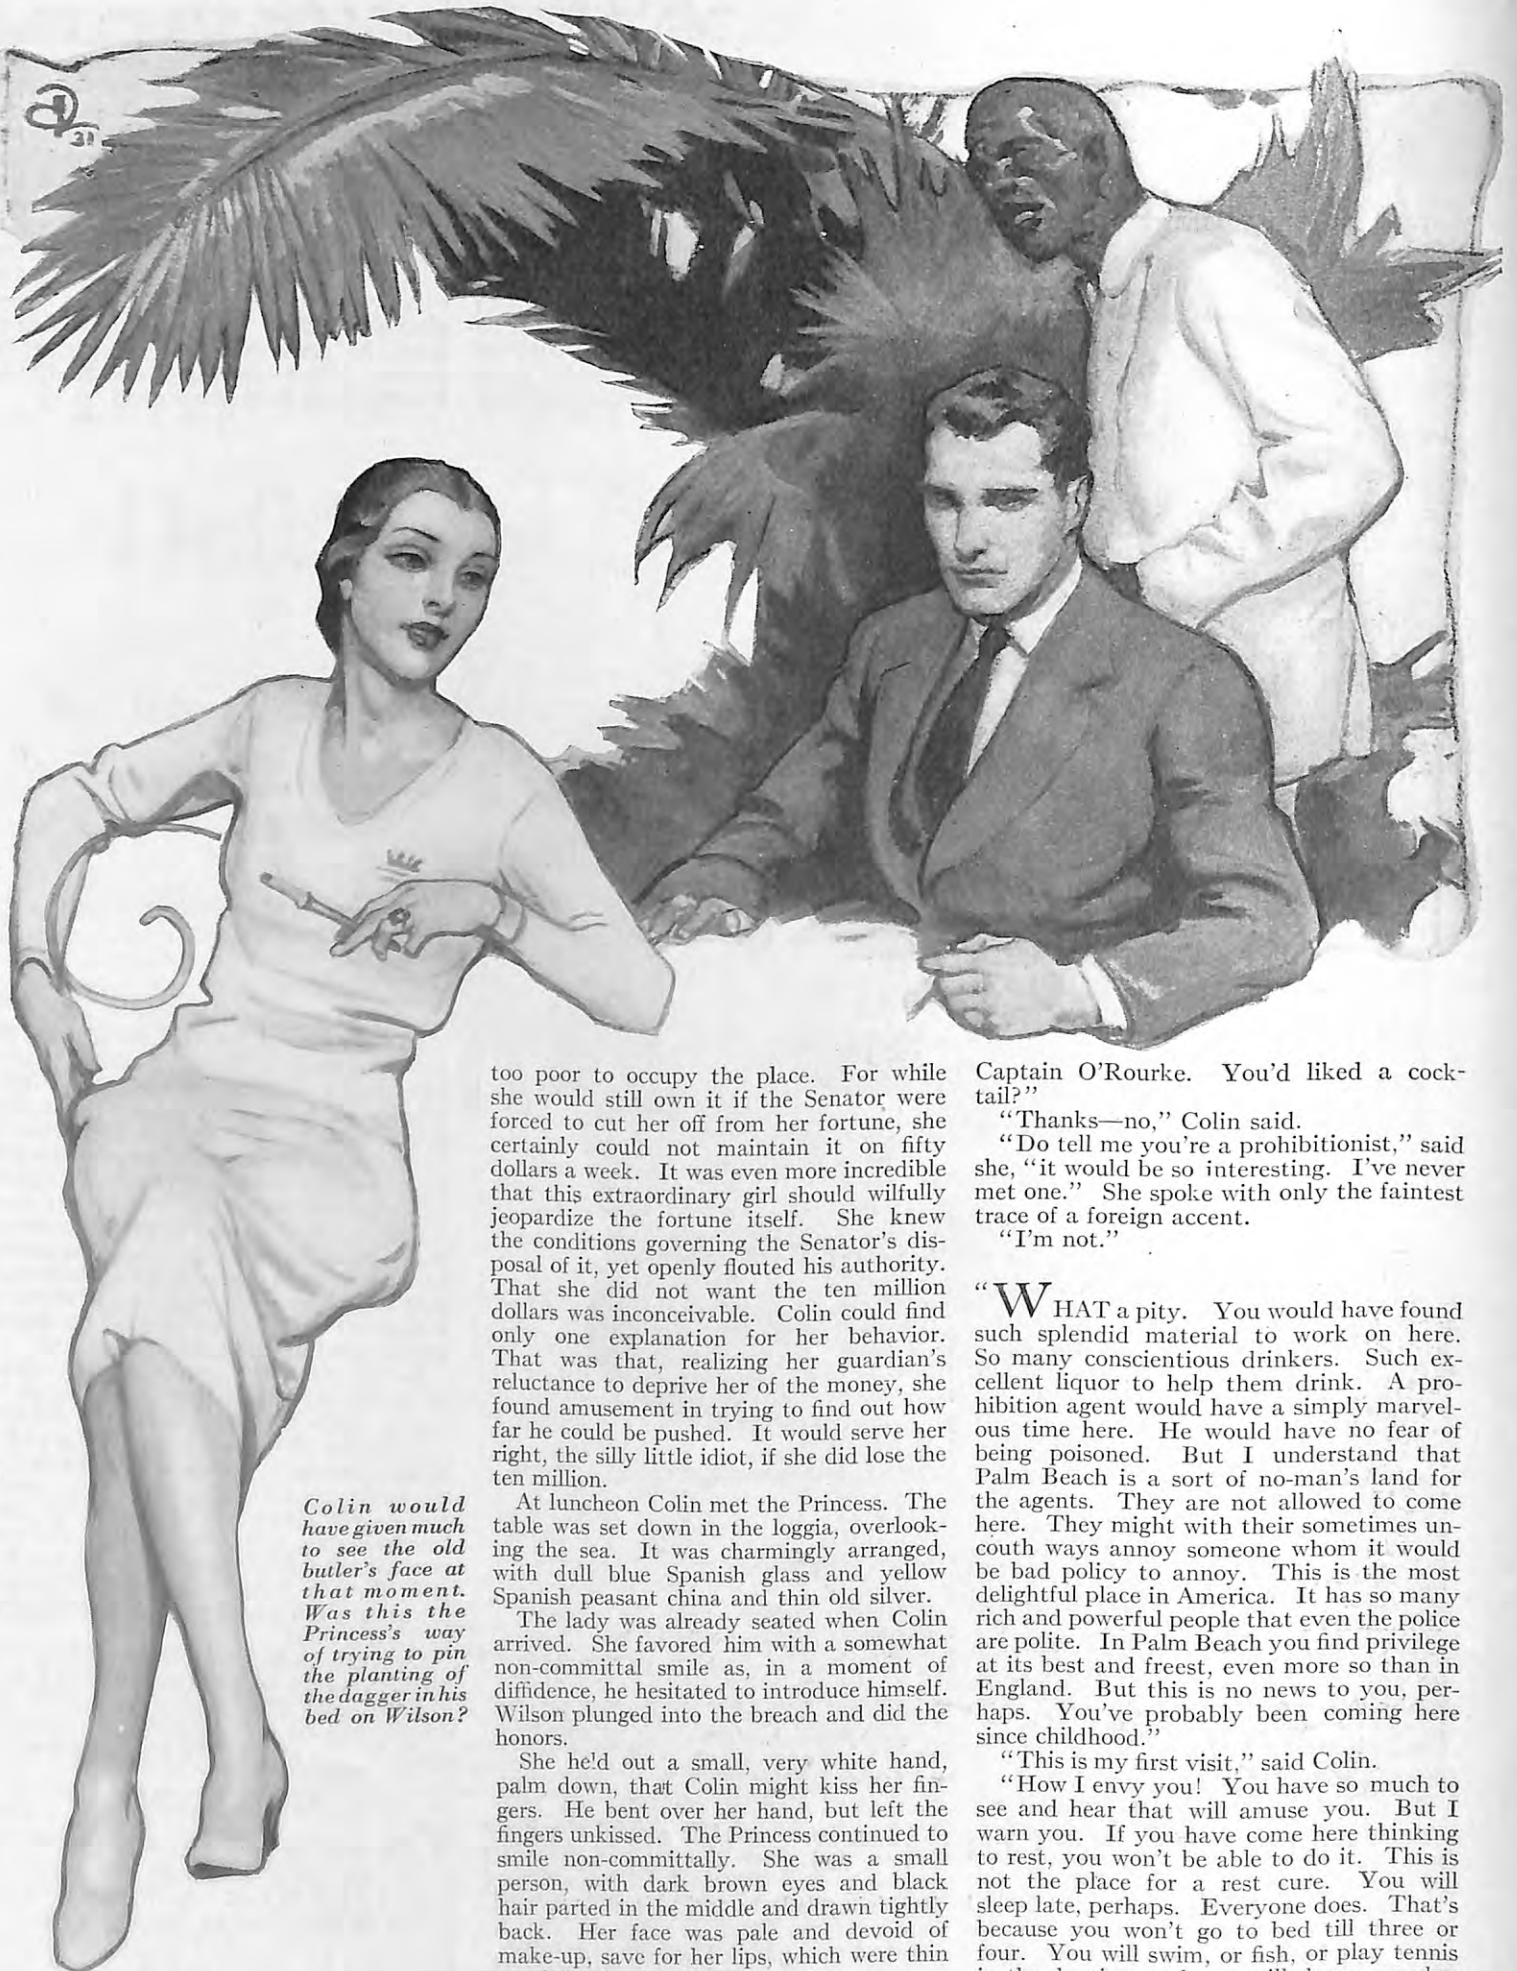 31
Colin would
have given much
to see the old
butler's face at
that moment.
Was this the
Princess's way
of trying to pin
the planting of
the dagger in his
bed on Wilson?
too poor to occupy the place. For while
she would still own it if the Senator were
forced to cut her off from her fortune, she
certainly could not maintain it on fifty
dollars a week. It was even more incredible
that this extraordinary girl should wilfully
jeopardize the fortune itself. She knew
the conditions governing the Senator's dis-
posal of it, yet openly flouted his authority.
That she did not want the ten million
dollars was inconceivable. Colin could find
only one explanation for her behavior.
That was that, realizing her guardian's
reluctance to deprive her of the money, she
found amusement in trying to find out how
far he could be pushed. It would serve her
right, the silly little idiot, if she did lose the
ten million.
At luncheon Colin met the Princess. The
table was set down in the loggia, overlook-
ing the sea. It was charmingly arranged,
with dull blue Spanish glass and yellow
Spanish peasant china and thin old silver.
The lady was already seated when Colin
arrived. She favored him with a somewhat
non-committal smile as, in a moment of
diffidence, he hesitated to introduce himself.
Wilson plunged into the breach and did the
honors.
She held out a small, very white hand,
palm down, that Colin might kiss her fin-
gers. He bent over her hand, but left the
fingers unkissed. The Princess continued to
smile non-committally. She was a small
person, with dark brown eyes and black
hair parted in the middle and drawn tightly
back. Her face was pale and devoid of
make-up, save for her lips, which were thin
Captain O'Rourke. You'd liked a cock-
tail?"
"Thanks—no," Colin said.
"Do tell me you're a prohibitionist," said
she, "it would be so interesting. I've never
met one." She spoke with only the faintest
trace of a foreign accent.
"I'm not."
"WHAT a pity. You would have found
such splendid material to work on here.
So many conscientious drinkers. Such ex-
cellent liquor to help them drink. A pro-
hibition agent would have a simply marvel-
ous time here. He would have no fear of
being poisoned. But I understand that
Palm Beach is a sort of no-man's land for
the agents. They are not allowed to come
here. They might with their sometimes un-
couth ways annoy someone whom it would
be bad policy to annoy. This is the most
delightful place in America. It has so many
rich and powerful people that even the police
are polite. In Palm Beach you find privilege
at its best and freest, even more so than in
England. But this is no news to you, per-
haps. You've probably been coming here
since childhood."
"This is my first visit," said Colin.
"How I envy you! You have so much to
see and hear that will amuse you. But I
warn you. If you have come here thinking
to rest, you won't be able to do it. This is
not the place for a rest cure. You will
sleep late, perhaps. Everyone does. That's
because you won't go to bed till three or
four. You will swim, or fish, or play tennis